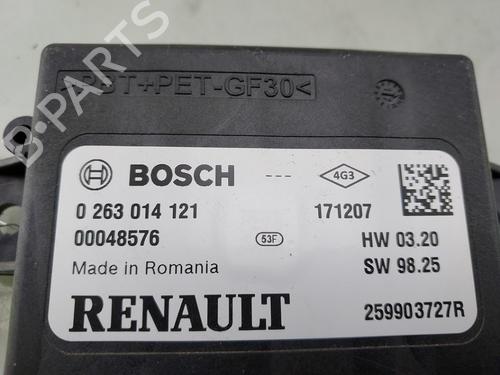 >PBT+PET-GF30<
BOSCH --- 4G3
0 263 014 121 171207
00048576 53F HW 03.20
Made in Romania SW 98.25
RENAULT 259903727R
B-PARTS